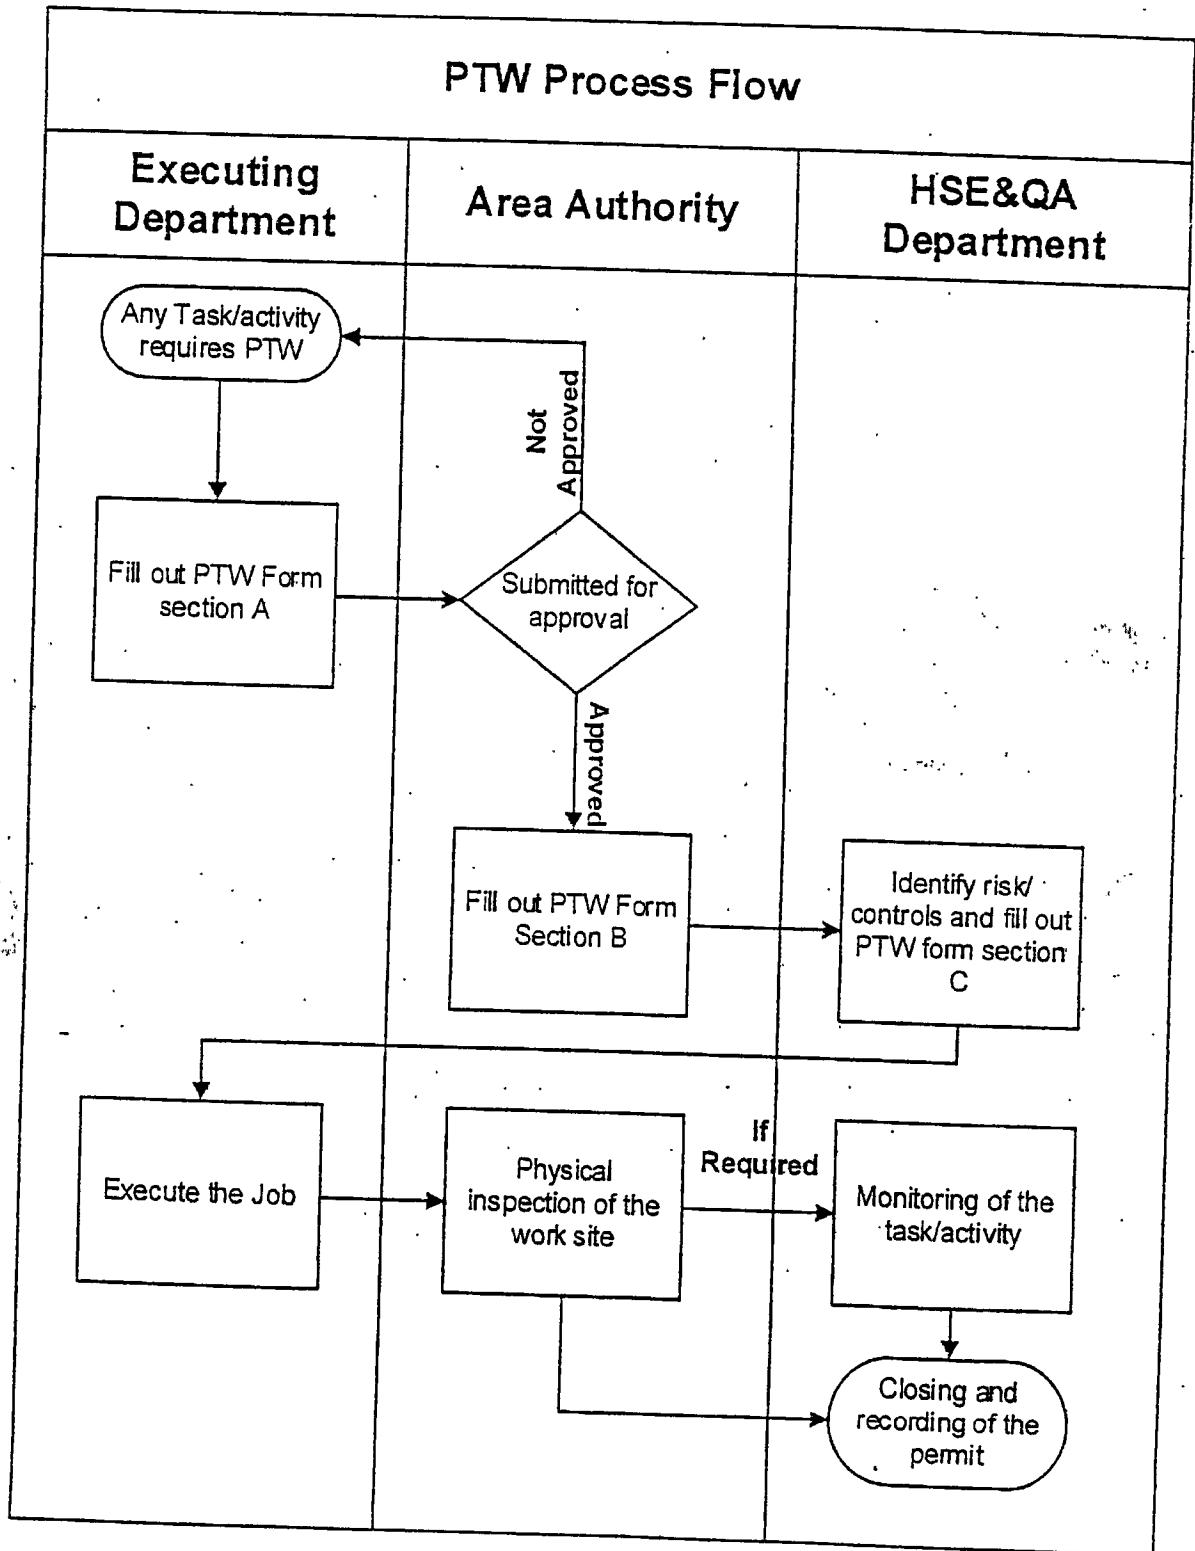 PTW Process Flow
Executing
Department
Area Authority
HSE&QA
Department
Any Task/activity
requires PTW
Not
Approved
Fill out PTW Form
section A
Submitted for
approval
Approved
Fill out PTW Form
Section B
Identify risk/
controls and fill out
PTW form section
C
Execute the Job
Physical
inspection of the
work site
If
Required
Monitoring of the
task/activity
Closing and
recording of the
permit